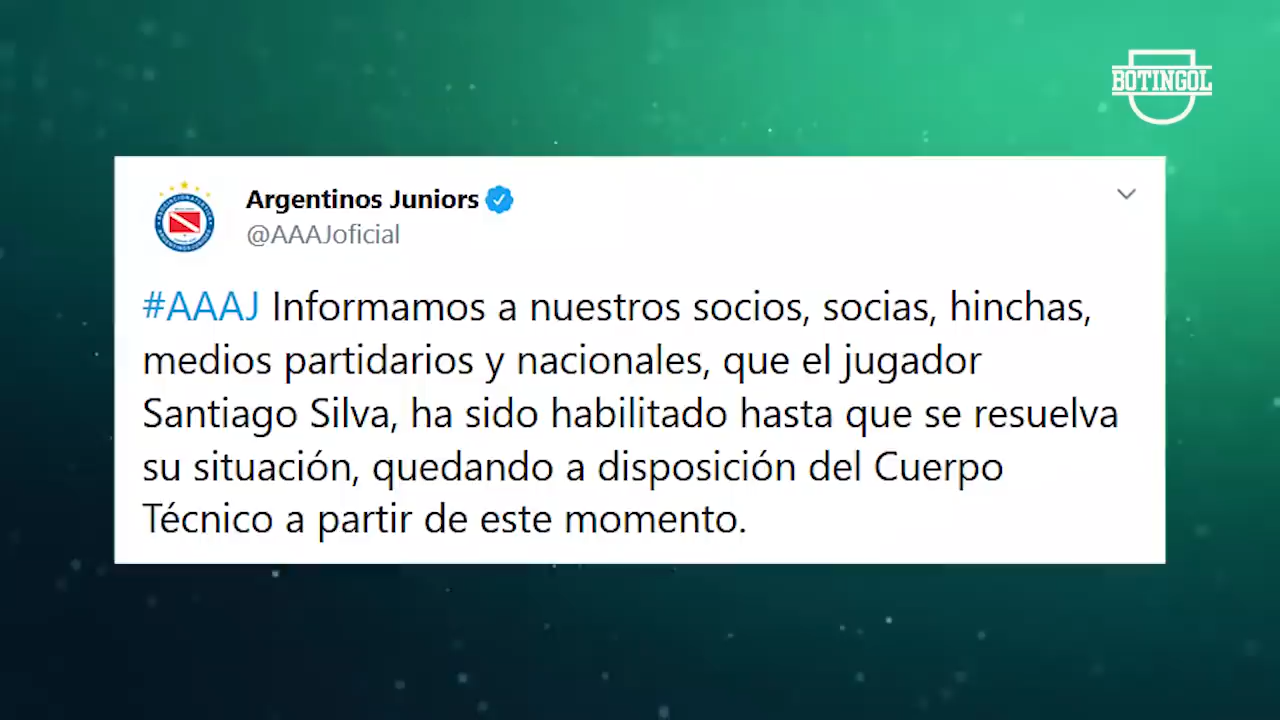 BOTINGOL
Argentinos Juniors
@AAAJoficial
#AAAJ Informamos a nuestros socios, socias, hinchas,
medios partidarios y nacionales, que el jugador
Santiago Silva, ha sido habilitado hasta que se resuelva
su situación, quedando a disposición del Cuerpo
Técnico a partir de este momento.